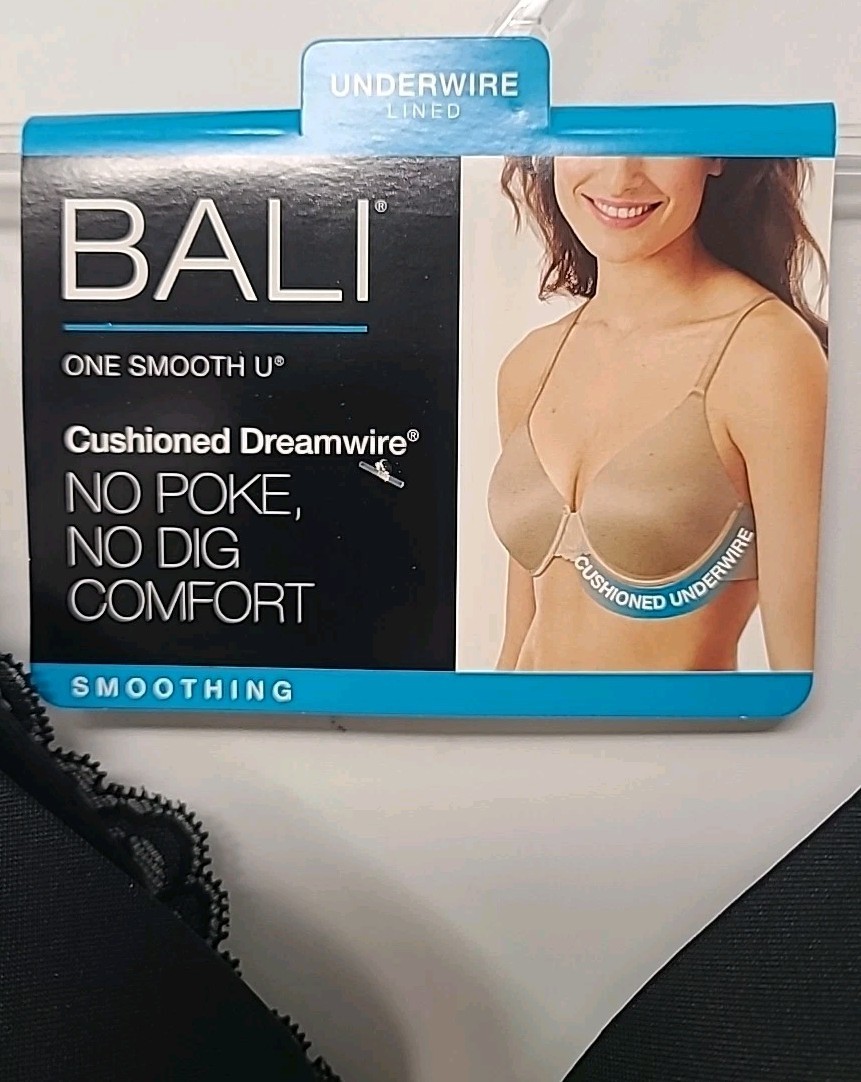 UNDERWIRE
LINED
BALI®
ONE SMOOTH U®
Cushioned Dreamwire®
NO POKE,
NO DIG
COMFORT
CUSHIONED UNDERWIRE
SMOOTHING